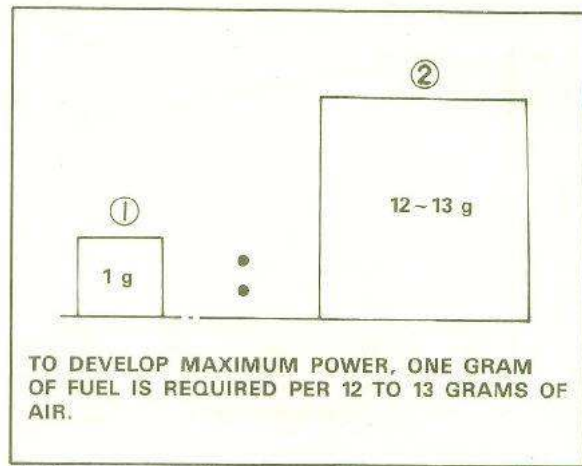 ①
②
1 g
:
12~13 g
TO DEVELOP MAXIMUM POWER, ONE GRAM
OF FUEL IS REQUIRED PER 12 TO 13 GRAMS OF
AIR.